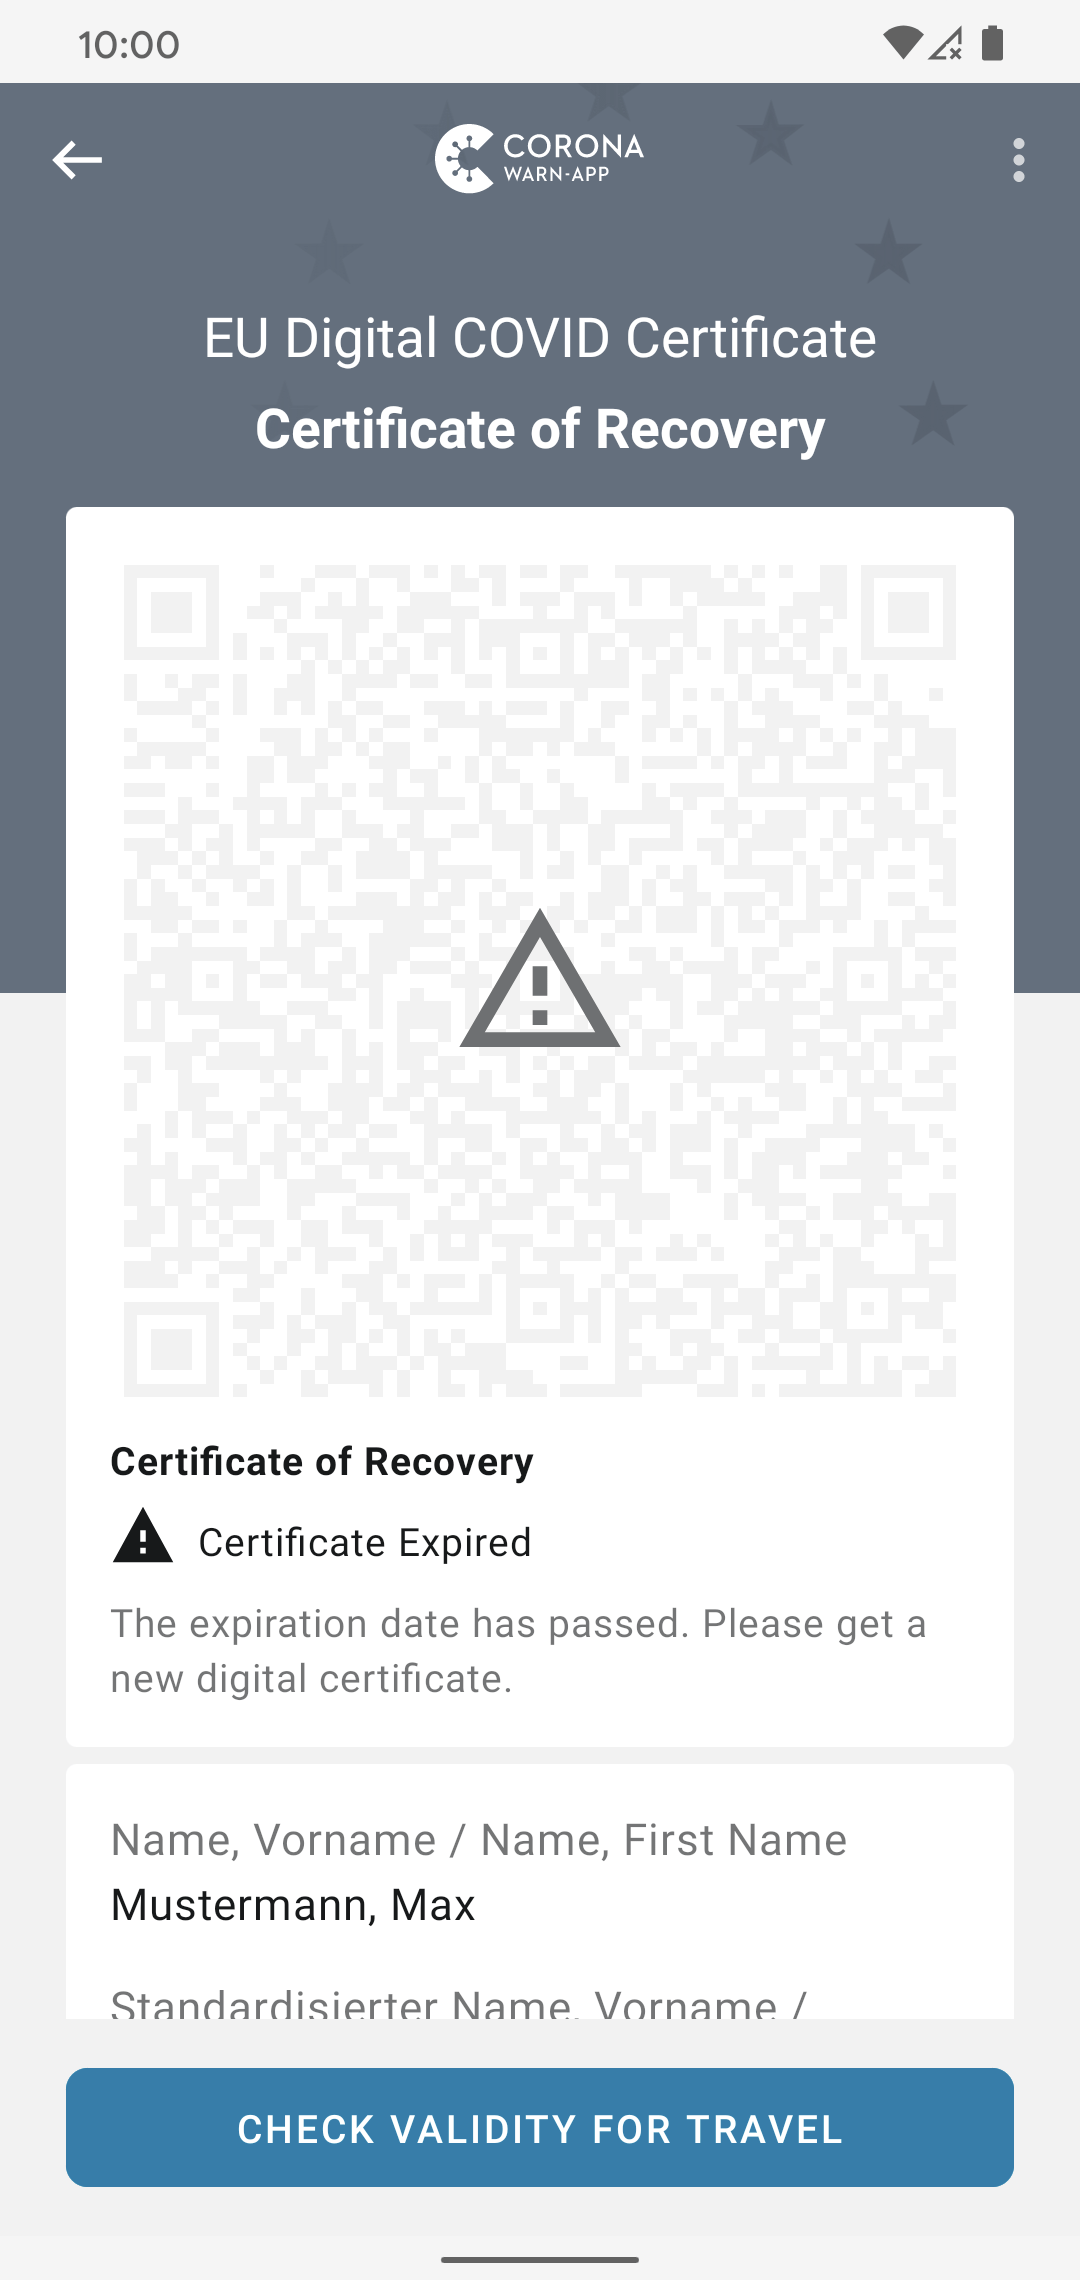 10:00
CORONA
WARN-APP
EU Digital COVID Certificate
Certificate of Recovery
Certificate of Recovery
Certificate Expired
The expiration date has passed. Please get a
new digital certificate.
Name, Vorname / Name, First Name
Mustermann, Max
Standardisierter Name, Vorname /
CHECK VALIDITY FOR TRAVEL